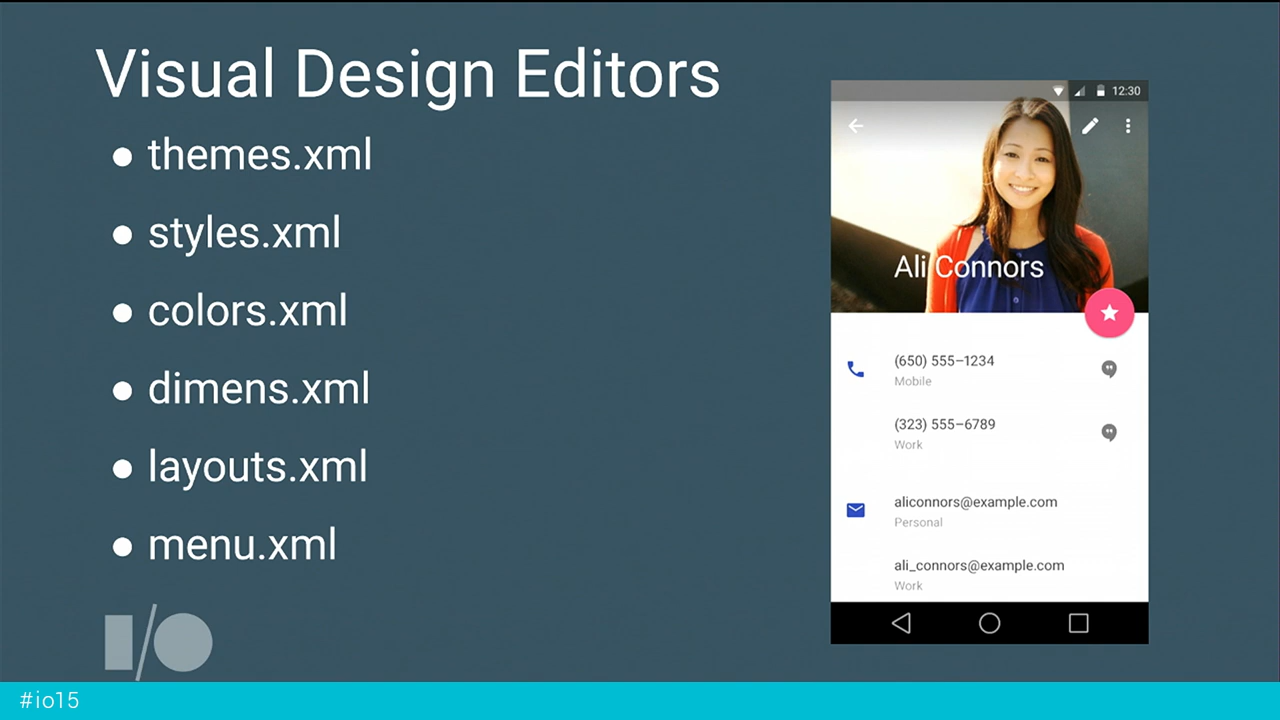 Visual Design Editors
● themes.xml
● styles.xml
● colors.xml
● dimens.xml
● layouts.xml
● menu.xml
I/O
#io15
12:30
Ali Connors
(650) 555–1234
Mobile
(323) 555–6789
Work
aliconnors@example.com
Personal
ali_connors@example.com
Work